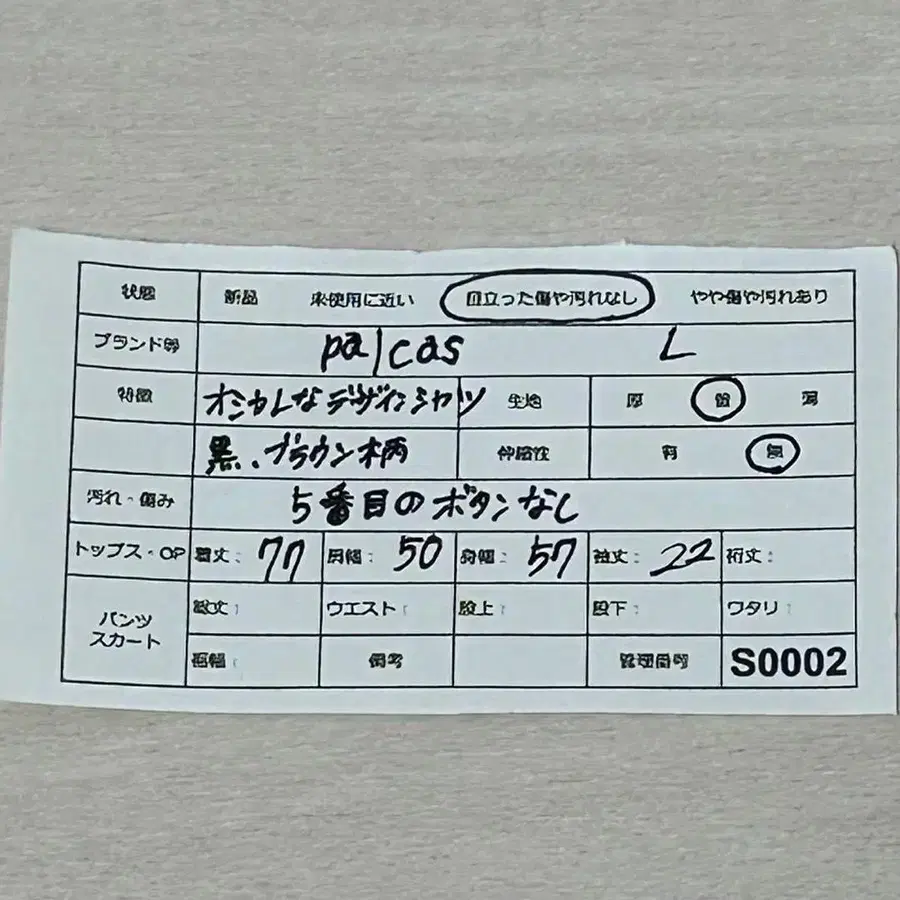 状態 新品 未使用に近い 目立った傷や汚れなし やや傷や汚れあり
ブランド等 palcas L
特徴 オシャレなデザインシャツ 生地 厚 普 薄
黒、ブラウン柄 伸縮性 有 無
汚れ・傷み 5番目のボタンなし
トップス・OP 着丈: 77 肩幅: 50 身幅: 57 袖丈: 22 裄丈:
パンツ スカート 総丈: ウエスト: 股上: 股下: ワタリ:
裾幅: 備考 管理番号 S0002